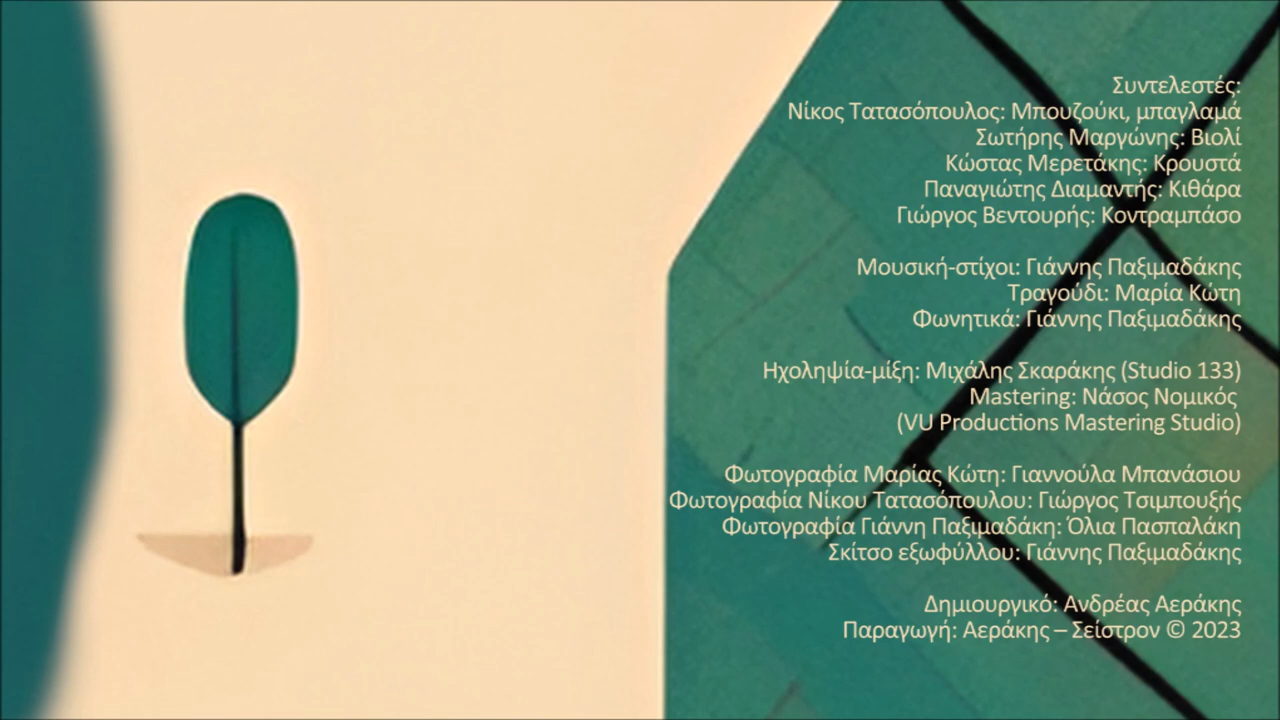 Συντελεστές:
Νίκος Τατασόπουλος: Μπουζούκι, μπαγλαμά
Σωτήρης Μαργώνης: Βιολί
Κώστας Μερετάκης: Κρουστά
Παναγιώτης Διαμαντής: Κιθάρα
Γιώργος Βεντουρής: Κοντραμπάσο
Μουσική-στίχοι: Γιάννης Παξιμαδάκης
Τραγούδι: Μαρία Κώτη
Φωνητικά: Γιάννης Παξιμαδάκης
Ηχοληψία-μίξη: Μιχάλης Σκαράκης (Studio 133)
Mastering: Νάσος Νομικός
(VU Productions Mastering Studio)
Φωτογραφία Μαρίας Κώτη: Γιαννούλα Μπανάσιου
Φωτογραφία Νίκου Τατασόπουλου: Γιώργος Τσιμπουξής
Φωτογραφία Γιάννη Παξιμαδάκη: Όλια Πασπαλάκη
Σκίτσο εξωφύλλου: Γιάννης Παξιμαδάκης
Δημιουργικό: Ανδρέας Αεράκης
Παραγωγή: Αεράκης – Σείστρον © 2023